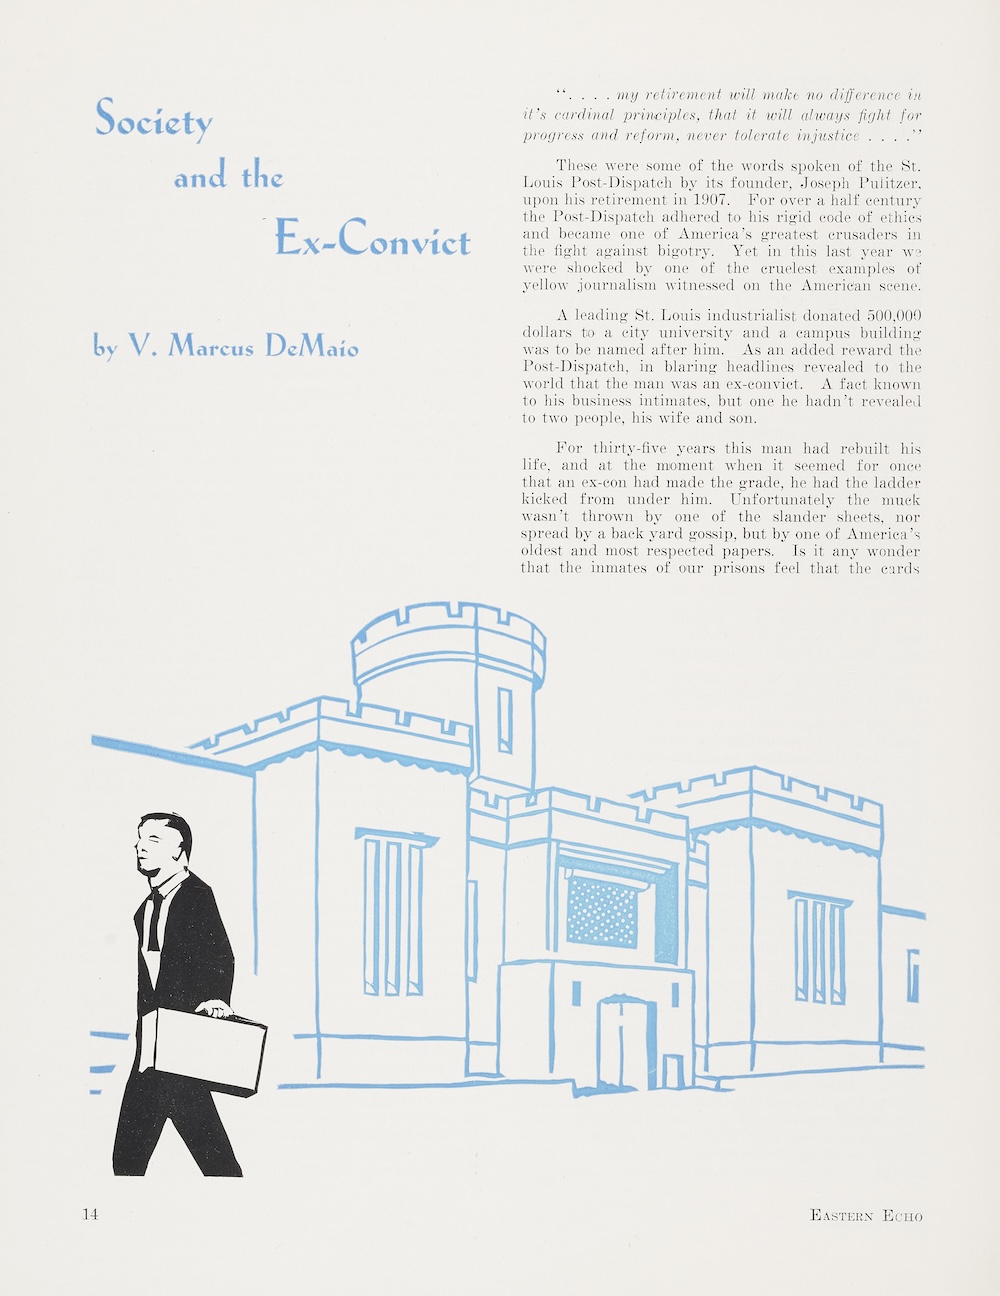 Society
and the
Ex-Convict
by V. Marcus DeMaio
". . . . my retirement will make no difference in
it's cardinal principles, that it will always fight for
progress and reform, never tolerate injustice . . . ."
These were some of the words spoken of the St.
Louis Post-Dispatch by its founder, Joseph Pulitzer,
upon his retirement in 1907. For over a half century
the Post-Dispatch adhered to his rigid code of ethics
and became one of America's greatest crusaders in
the fight against bigotry. Yet in this last year we
were shocked by one of the cruelest examples of
yellow journalism witnessed on the American scene.
A leading St. Louis industrialist donated 500,000
dollars to a city university and a campus building
was to be named after him. As an added reward the
Post-Dispatch, in blaring headlines revealed to the
world that the man was an ex-convict. A fact known
to his business intimates, but one he hadn't revealed
to two people, his wife and son.
For thirty-five years this man had rebuilt his
life, and at the moment when it seemed for once
that an ex-con had made the grade, he had the ladder
kicked from under him. Unfortunately the muck
wasn't thrown by one of the slander sheets, nor
spread by a back yard gossip, but by one of America's
oldest and most respected papers. Is it any wonder
that the inmates of our prisons feel that the cards
14
Eastern Echo